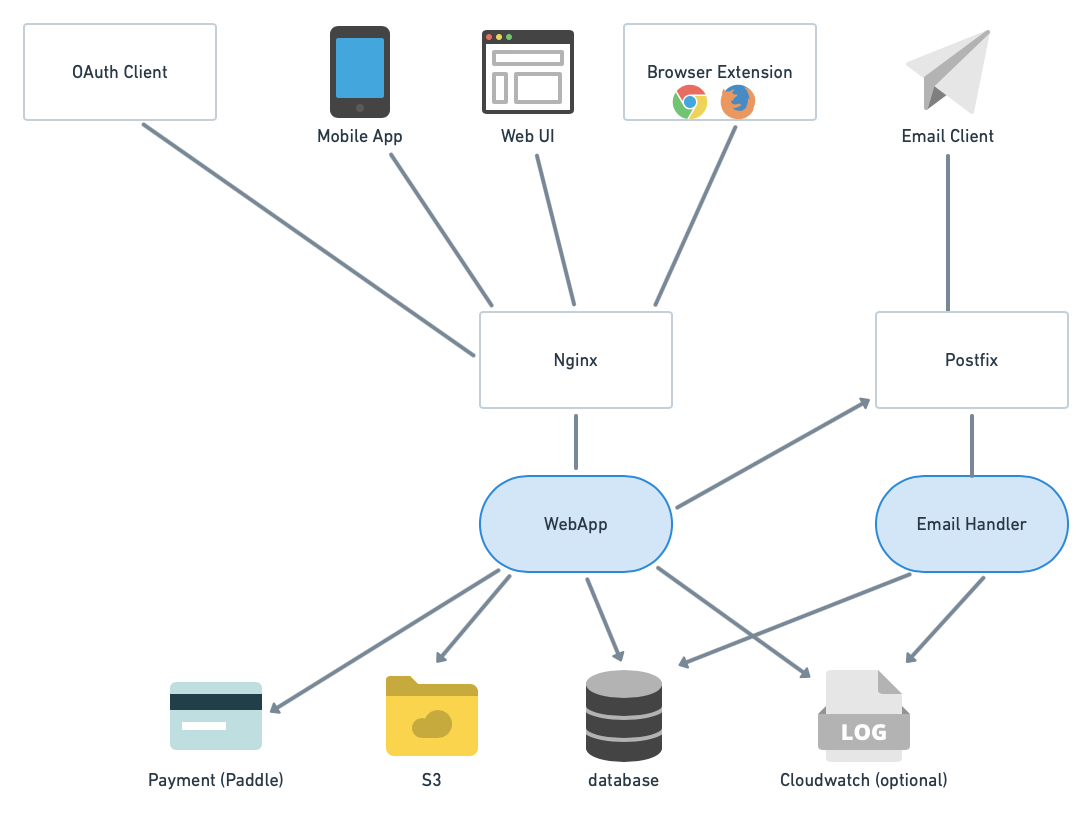 OAuth Client
Browser Extension
Mobile App
Web UI
Email Client
Nginx
Postfix
WebApp
Email Handler
LOG
Payment (Paddle)
S3
database
Cloudwatch (optional)